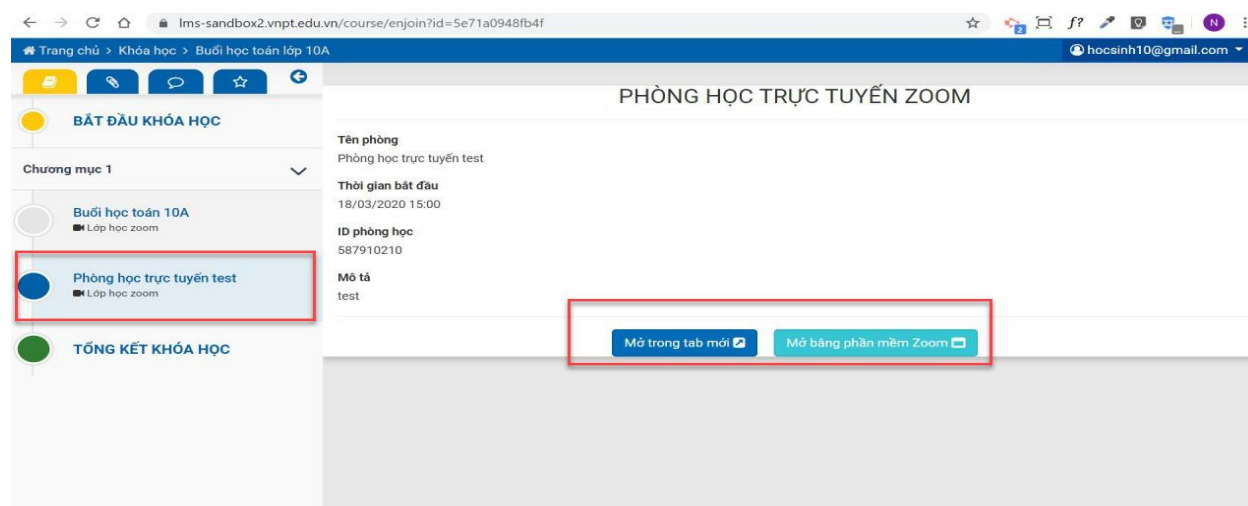 lms-sandbox2.vnpt.edu.vn/course/enjoin?id=5e71a0948fb4f
f?
2
N
Trang chủ > Khóa học > Buổi học toán lớp 10A
hocsinh10@gmail.com
PHÒNG HỌC TRỰC TUYẾN ZOOM
BẮT ĐẦU KHÓA HỌC
Tên phòng
Phòng học trực tuyến test
Chương mục 1
Thời gian bắt đầu
18/03/2020 15:00
Buổi học toán 10A
Lớp học zoom
ID phòng học
587910210
Phòng học trực tuyến test
Lớp học zoom
Mô tả
test
Mở trong tab mới
Mở bằng phần mềm Zoom
TỔNG KẾT KHÓA HỌC